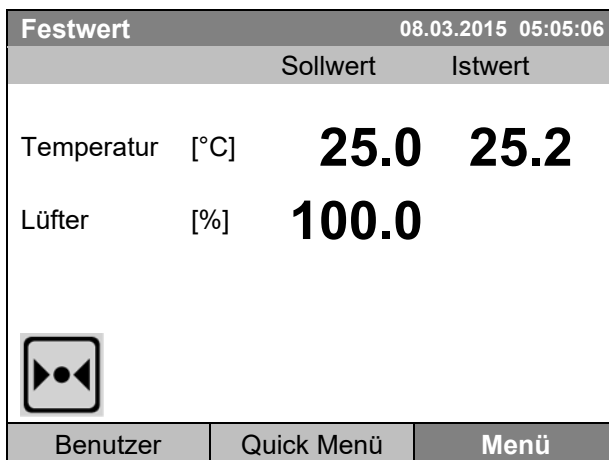 Festwert 08.03.2015 05:05:06
Sollwert Istwert
Temperatur [°C] 25.0 25.2
Lüfter [%] 100.0
Benutzer Quick Menü Menü